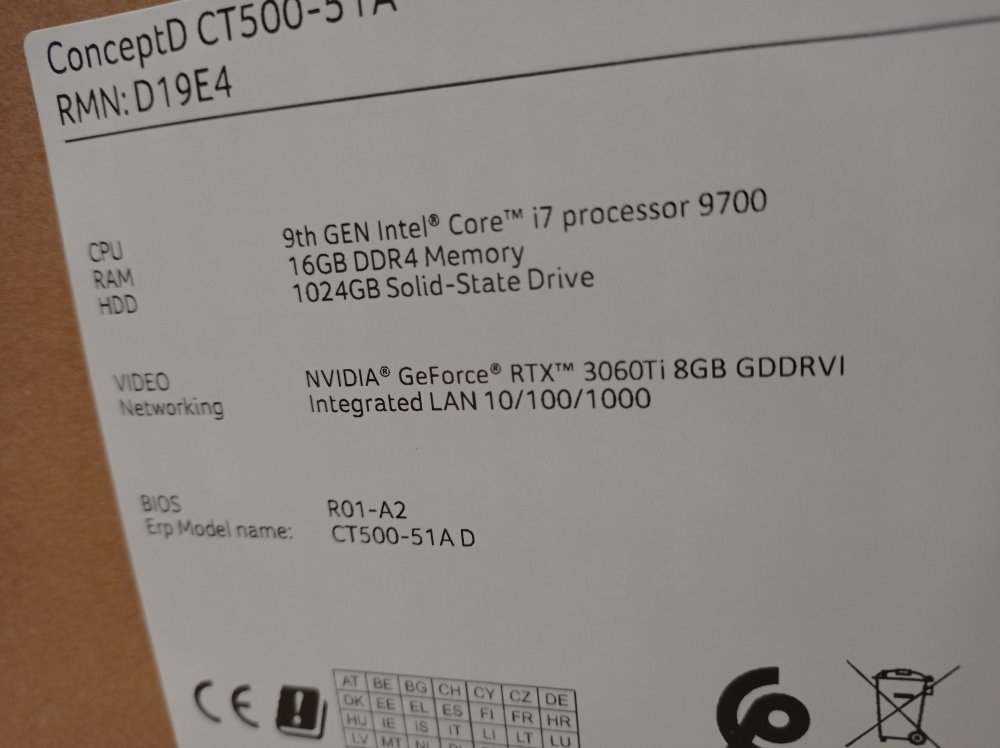 ConceptD CT500-51A
RMN: D19E4
CPU 9th GEN Intel® Core™ i7 processor 9700
RAM 16GB DDR4 Memory
HDD 1024GB Solid-State Drive
VIDEO NVIDIA® GeForce® RTX™ 3060Ti 8GB GDDRVI
Networking Integrated LAN 10/100/1000
BIOS R01-A2
Erp Model name: CT500-51A D
CE
AT BE BG CH CY CZ DE
DK EE EL ES FI FR HR
HU IE IS IT LI LT LU
LV MT NL